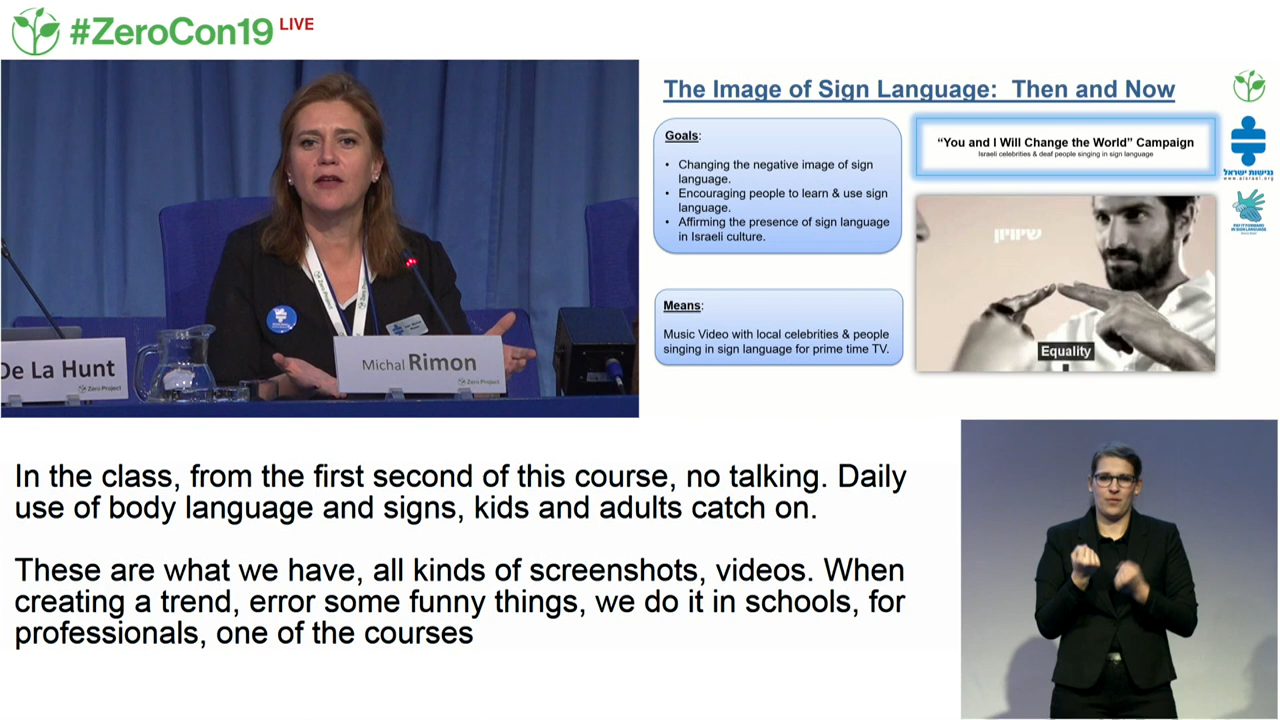 #ZeroCon19 LIVE
De La Hunt
Zero Project
Michal Rimon
Zero Project
The Image of Sign Language: Then and Now
Goals:
• Changing the negative image of sign
language.
• Encouraging people to learn & use sign
language.
• Affirming the presence of sign language
in Israeli culture.
Means:
Music Video with local celebrities & people
singing in sign language for prime time TV.
“You and I Will Change the World” Campaign
Israeli celebrities & deaf people singing in sign language
שיוויון
Equality
נגישות ישראל
www.aisrael.org
In the class, from the first second of this course, no talking. Daily
use of body language and signs, kids and adults catch on.
These are what we have, all kinds of screenshots, videos. When
creating a trend, error some funny things, we do it in schools, for
professionals, one of the courses